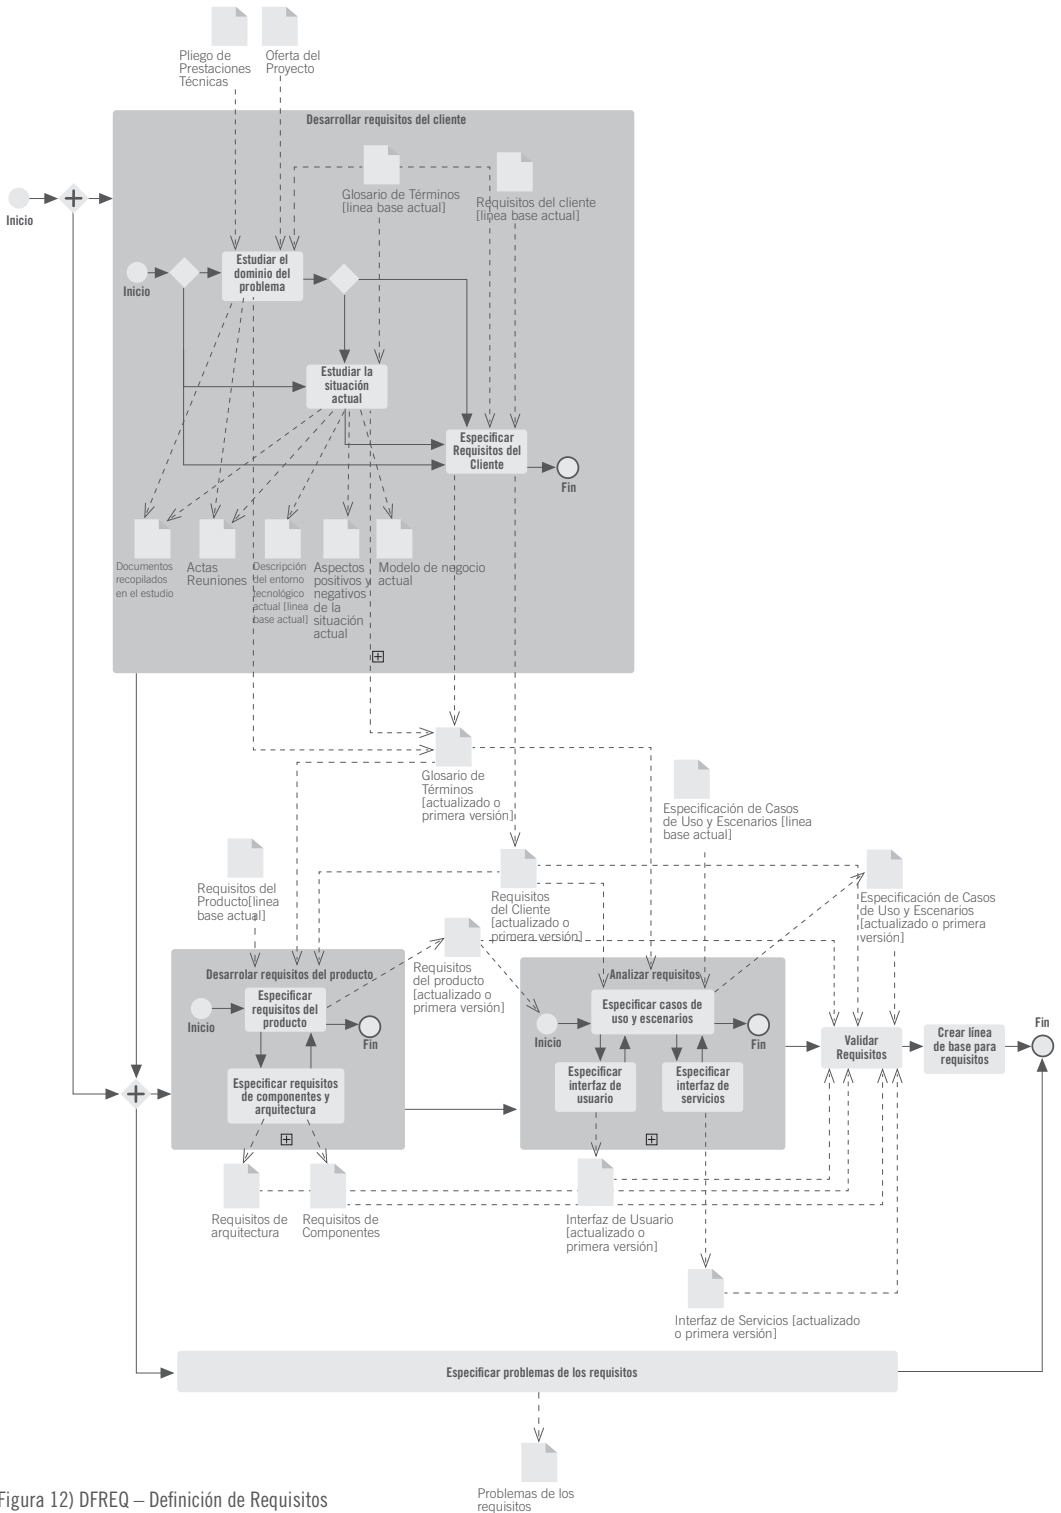 Pliego de
Prestaciones
Técnicas
Oferta del
Proyecto
Desarrollar requisitos del cliente
Glosario de Términos
[linea base actual]
Requisitos del cliente
[linea base actual]
Inicio
Inicio
Estudiar el
dominio del
problema
Estudiar la
situación
actual
Especificar
Requisitos del
Cliente
Fin
Documentos
recopilados
en el estudio
Actas
Reuniones
Descripción
del entorno
tecnológico
actual [linea
base actual]
Aspectos
positivos y
negativos
de la
situación
actual
Modelo de negocio
actual
Glosario de
Términos
[actualizado o
primera versión]
Especificación de Casos
de Uso y Escenarios [linea
base actual]
Requisitos del
Producto[linea
base actual]
Requisitos
del Cliente
[actualizado o
primera versión]
Especificación de Casos
de Uso y Escenarios
[actualizado o primera
versión]
Requisitos
del producto
[actualizado o
primera versión]
Desarrolar requisitos del producto
Inicio
Especificar
requisitos del
producto
Fin
Especificar requisitos
de componentes y
arquitectura
Analizar requisitos
Inicio
Especificar casos de
uso y escenarios
Fin
Especificar
interfaz de
usuario
Especificar
interfaz de
servicios
Validar
Requisitos
Crear línea
de base para
requisitos
Fin
Requisitos de
arquitectura
Requisitos de
Componentes
Interfaz de Usuario
[actualizado o
primera versión]
Interfaz de Servicios [actualizado
o primera versión]
Especificar problemas de los requisitos
Problemas de los
requisitos
Figura 12) DFREQ – Definición de Requisitos